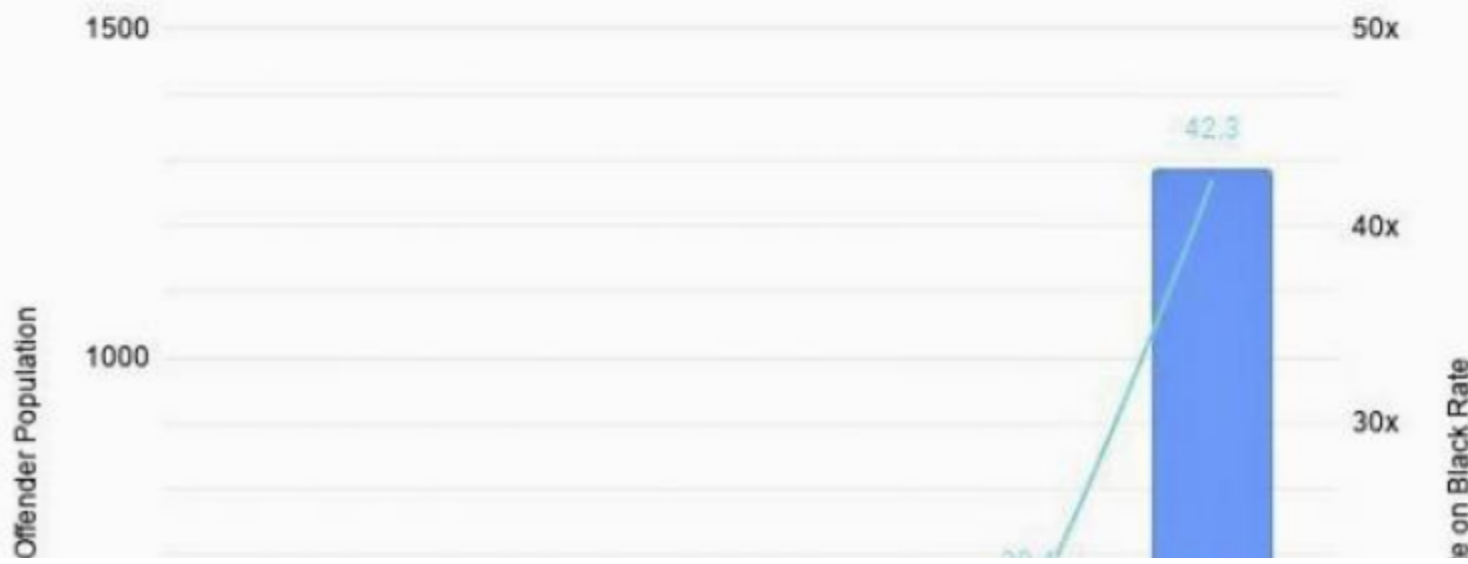 1500
50x
42.3
40x
1000
30x
Offender Population
on Black Rate